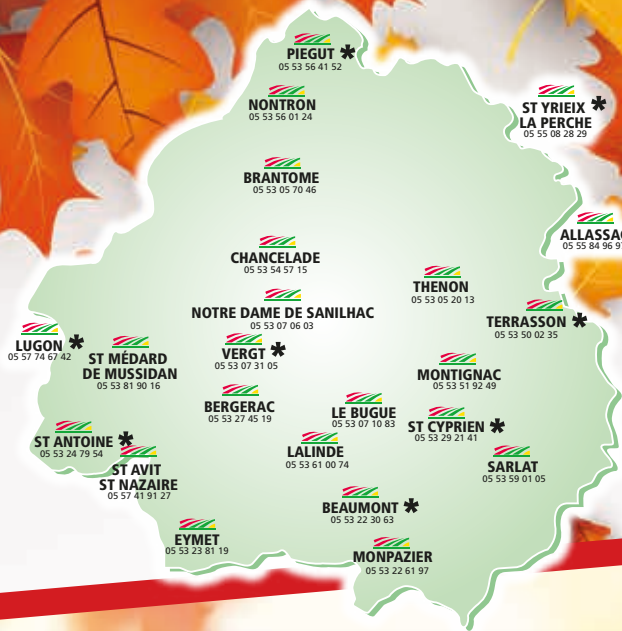 PIEGUT *
05 53 56 41 52
NONTRON
05 53 56 01 24
ST YRIEIX *
LA PERCHE
05 55 08 28 29
BRANTOME
05 53 05 70 46
ALLASSAC
05 55 84 96 9
CHANCELADE
05 53 54 57 15
THENON
05 53 05 20 13
NOTRE DAME DE SANILHAC
05 53 07 06 03
TERRASSON *
05 53 50 02 35
LUGON *
05 57 74 67 42
ST MÉDARD
DE MUSSIDAN
05 53 81 90 16
VERGT *
05 53 07 31 05
MONTIGNAC
05 53 51 92 49
BERGERAC
05 53 27 45 19
LE BUGUE
05 53 07 10 83
ST CYPRIEN *
05 53 29 21 41
ST ANTOINE *
05 53 24 79 54
LALINDE
05 53 61 00 74
SARLAT
05 53 59 01 05
ST AVIT
ST NAZAIRE
05 57 41 91 27
BEAUMONT *
05 53 22 30 63
EYMET
05 53 23 81 19
MONPAZIER
05 53 22 61 97